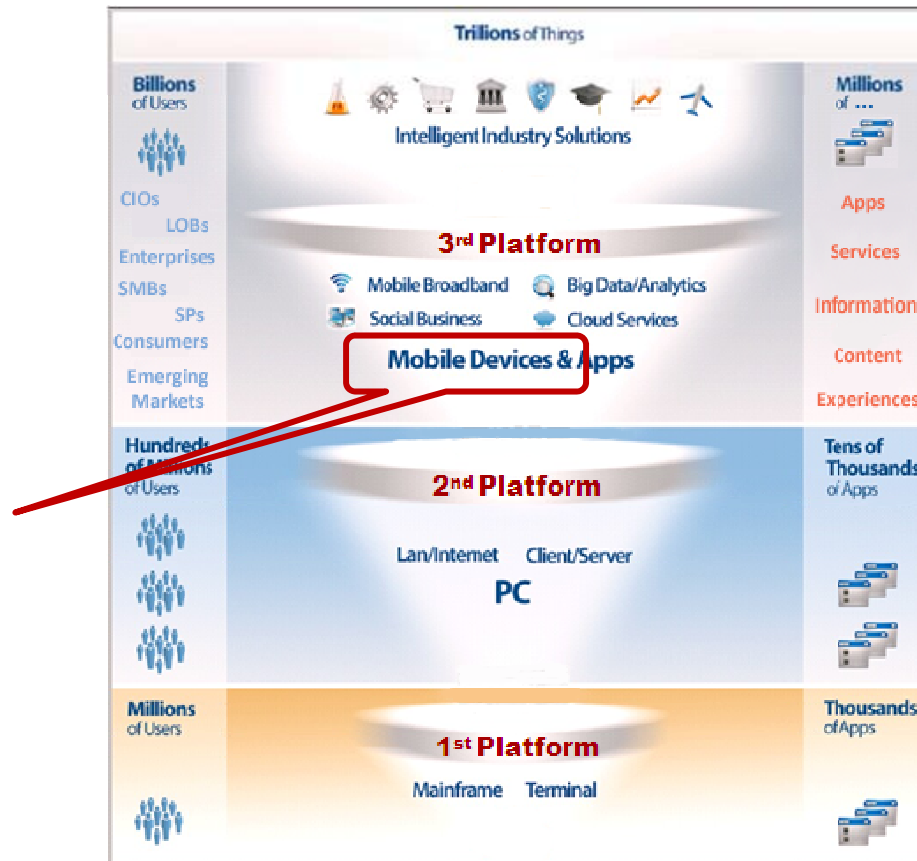 Trillions of Things
Billions
of Users
Millions
of ...
Intelligent Industry Solutions
CIOs
LOBs
Enterprises
SMBs
SPs
Consumers
Emerging
Markets
3rd Platform
Mobile Broadband
Big Data/Analytics
Social Business
Cloud Services
Mobile Devices & Apps
Apps
Services
Information
Content
Experiences
Hundreds
of Millions
of Users
2nd Platform
Lan/Internet
Client/Server
PC
Tens of
Thousands
of Apps
Millions
of Users
1st Platform
Mainframe
Terminal
Thousands
of Apps